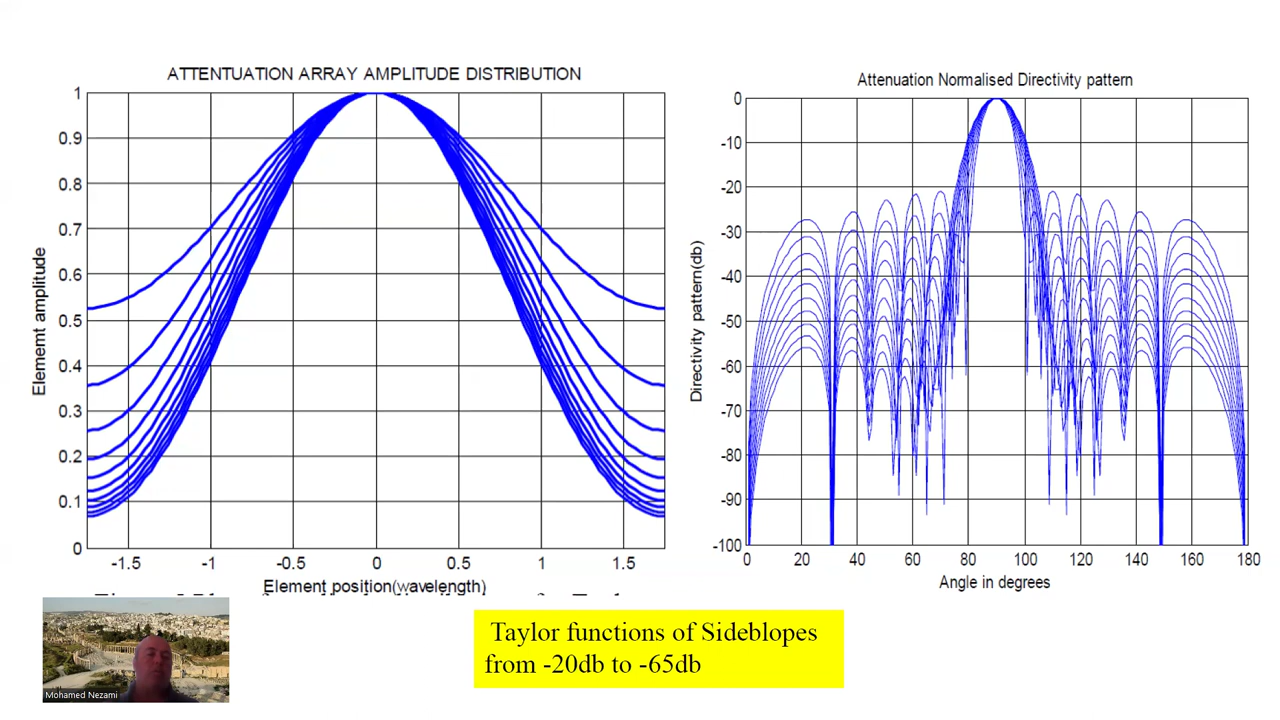 ATTENTUATION ARRAY AMPLITUDE DISTRIBUTION
1
0.9
0.8
0.7
0.6
0.5
0.4
0.3
0.2
0.1
0
-1.5 -1 -0.5 0 0.5 1 1.5
Elememt amplitude
Element position(wavelength)
Attenuation Normalised Directivity pattern
0
-10
-20
-30
-40
-50
-60
-70
-80
-90
-100
0 20 40 60 80 100 120 140 160 180
Directivity pattern(db)
Angle in degrees
Taylor functions of Sideblopes
from -20db to -65db
Mohamed Nezami